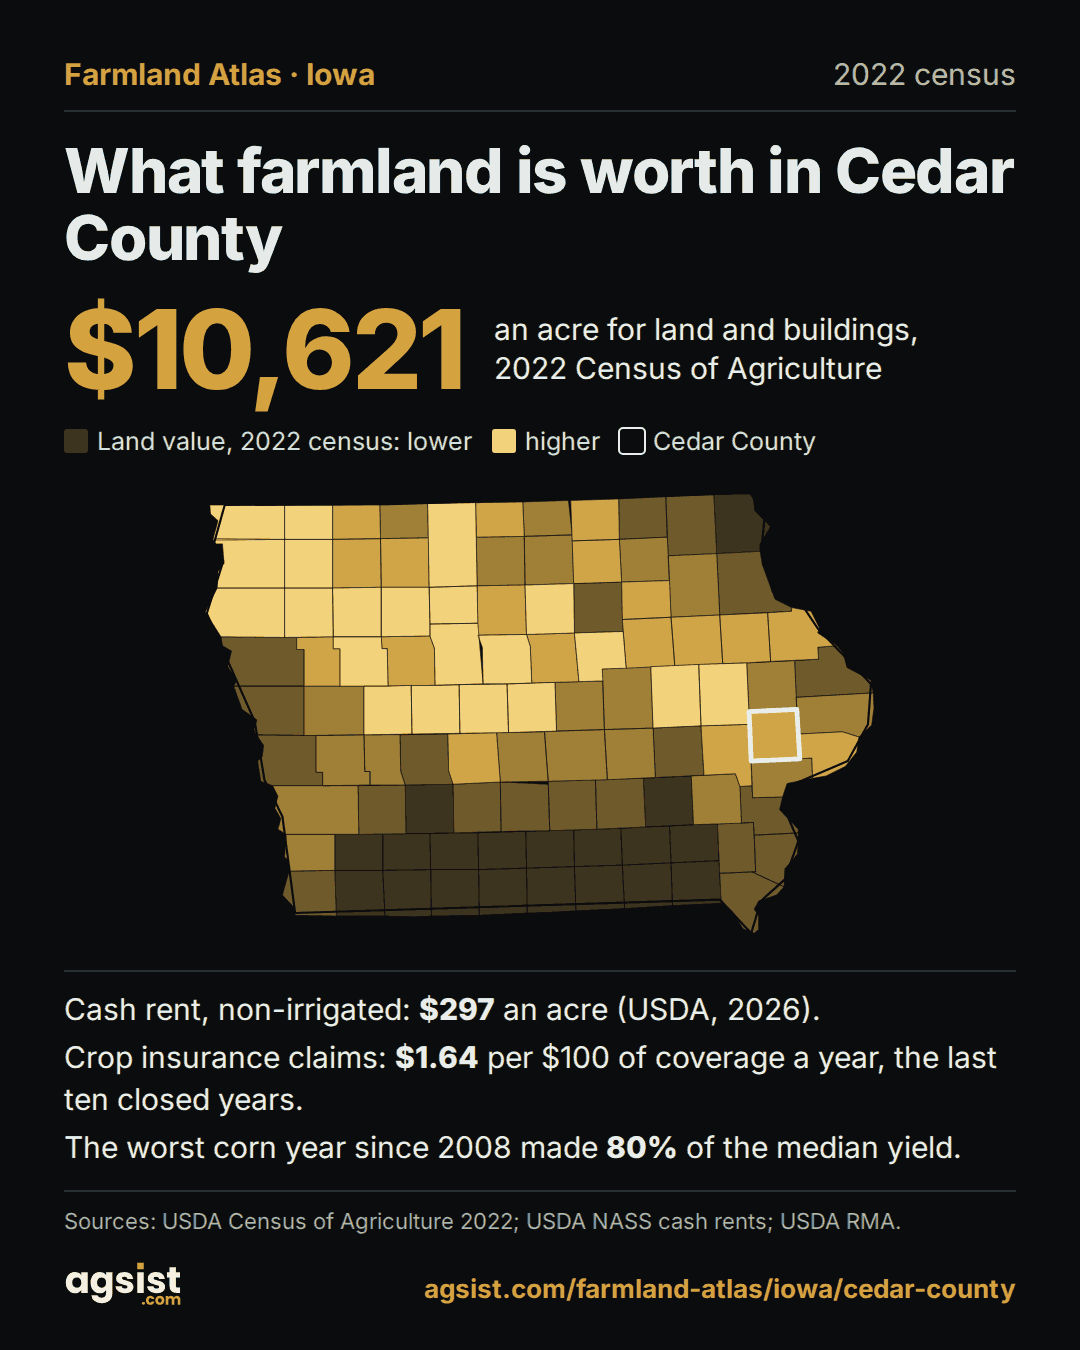 Farmland Atlas · Iowa
2022 census
What farmland is worth in Cedar
County
$10,621
an acre for land and buildings,
2022 Census of Agriculture
Land value, 2022 census: lower
higher
Cedar County
Cash rent, non-irrigated: $297 an acre (USDA, 2026).
Crop insurance claims: $1.64 per $100 of coverage a year, the last
ten closed years.
The worst corn year since 2008 made 80% of the median yield.
Sources: USDA Census of Agriculture 2022; USDA NASS cash rents; USDA RMA.
agsist
.com
agsist.com/farmland-atlas/iowa/cedar-county